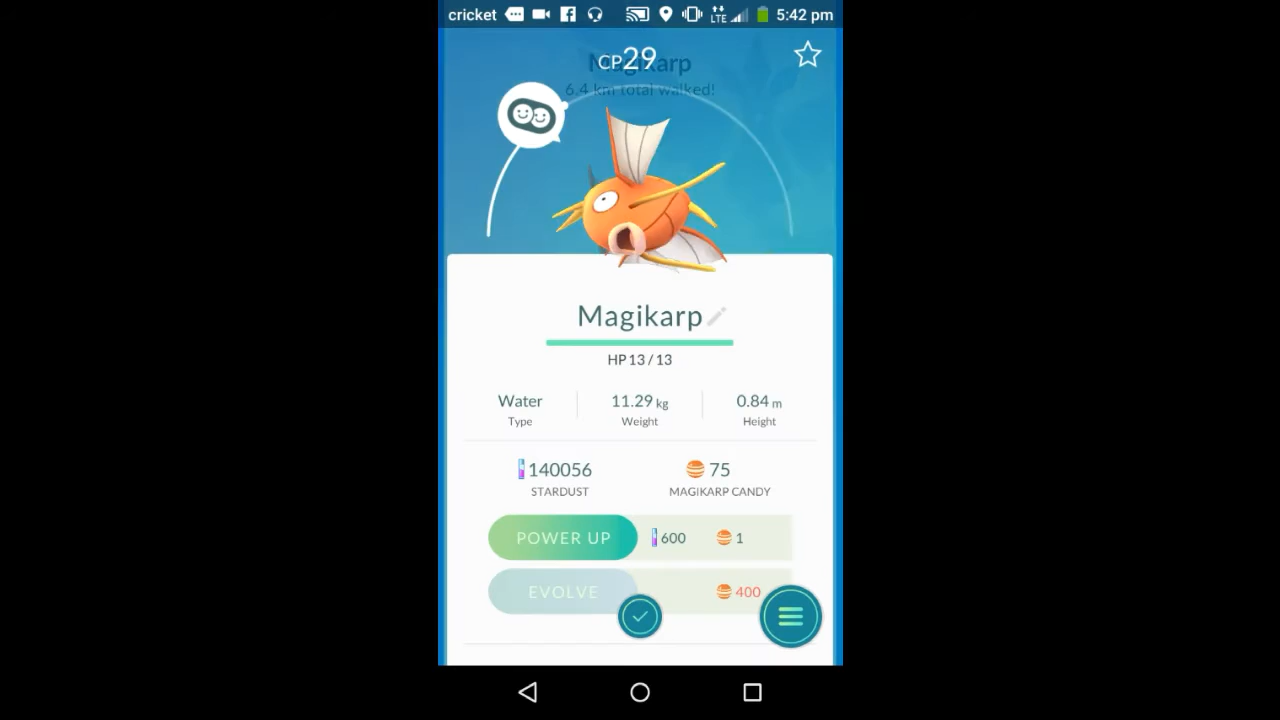 cricket LTE 5:42 pm
CP29
Magikarp
6.4 km total walked!
Magikarp
HP 13 / 13
Water 11.29 kg 0.84 m
Type Weight Height
140056 75
STARDUST MAGIKARP CANDY
POWER UP 600 1
EVOLVE 400